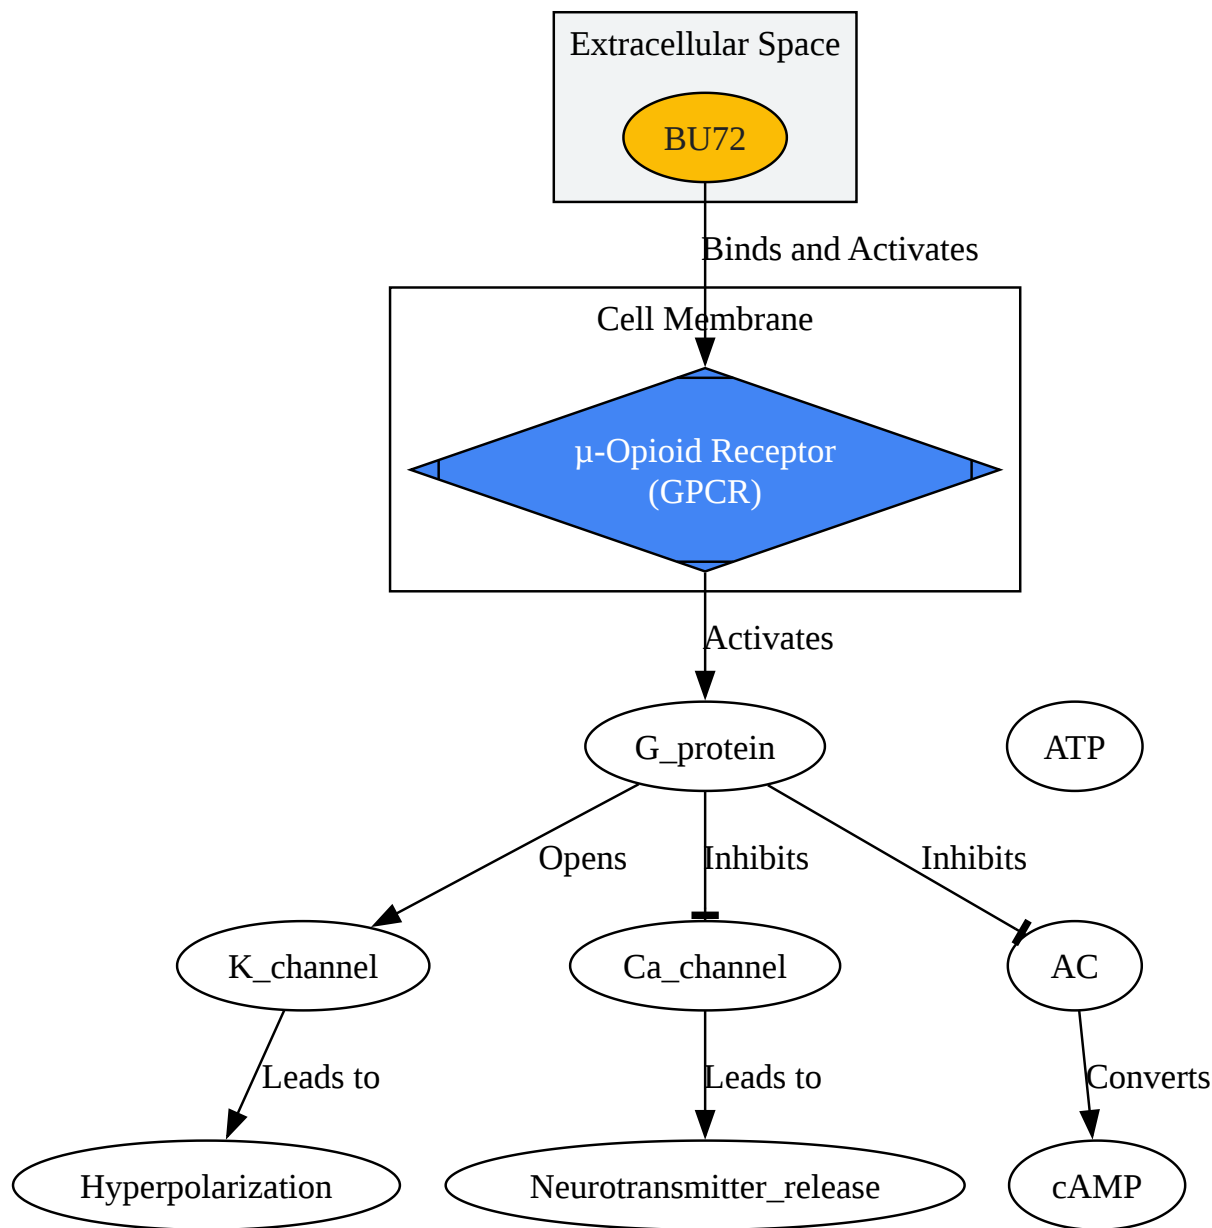 Extracellular Space
BU72
Binds and Activates
Cell Membrane
µ-Opioid Receptor
(GPCR)
Activates
G_protein
ATP
Opens
Inhibits
Inhibits
K_channel
Ca_channel
AC
Leads to
Leads to
Converts
Hyperpolarization
Neurotransmitter_release
cAMP